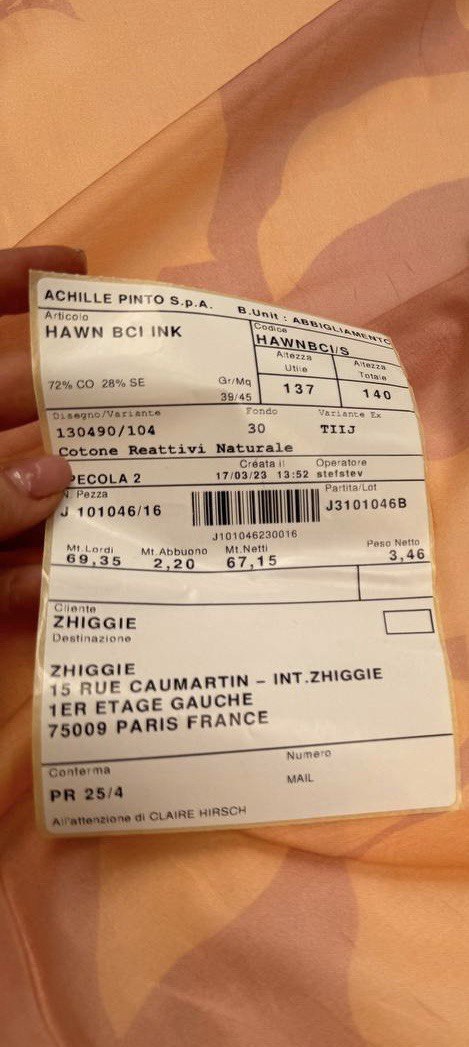 ACHILLE PINTO S.p.A. B.Unit : ABBIGLIAMENTO
Articolo Codice
HAWN BCI INK HAWNBCI/S
Altezza Utile Altezza Totale
72% CO 28% SE Gr/Mq 137 140
39/45
Disegno/Variante Fondo Variante Ex
130490/104 30 TIIJ
Cotone Reattivi Naturale
Creata il Operatore
PECOLA 2 17/03/23 13:52 stefstev
N. Pezza Partita/Lot
J 101046/16 J3101046B
J101046230016
Mt.Lordi Mt.Abbuono Mt.Netti Peso Netto
69,35 2,20 67,15 3,46
Cliente
ZHIGGIE
Destinazione
ZHIGGIE
15 RUE CAUMARTIN – INT.ZHIGGIE
1ER ETAGE GAUCHE
75009 PARIS FRANCE
Conferma Numero
PR 25/4 MAIL
All'attenzione di CLAIRE HIRSCH